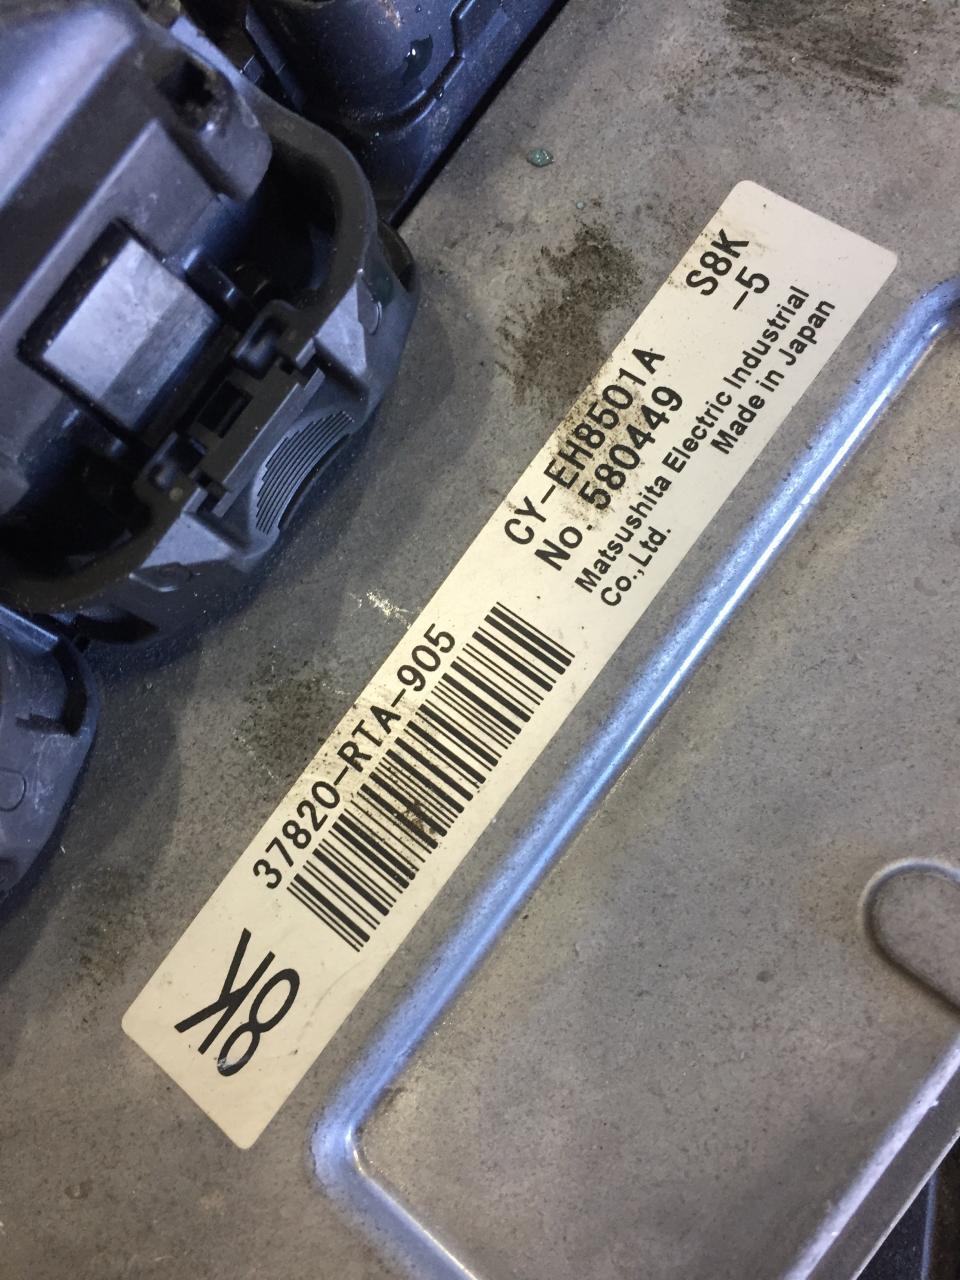 8K
37820-RTA-905
CY-EH8501A
No. 580449
Matsushita Electric Industrial
Co.,Ltd.
Made in Japan
S8K
-5